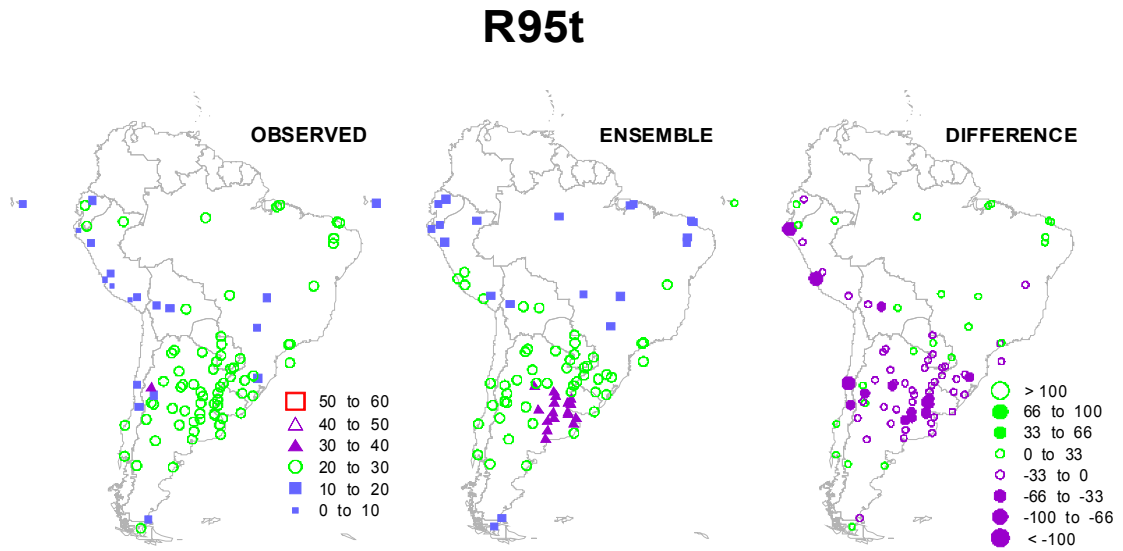 R95t
OBSERVED
ENSEMBLE
DIFFERENCE
50 to 60
40 to 50
30 to 40
20 to 30
10 to 20
0 to 10
> 100
66 to 100
33 to 66
0 to 33
-33 to 0
-66 to -33
-100 to -66
< -100